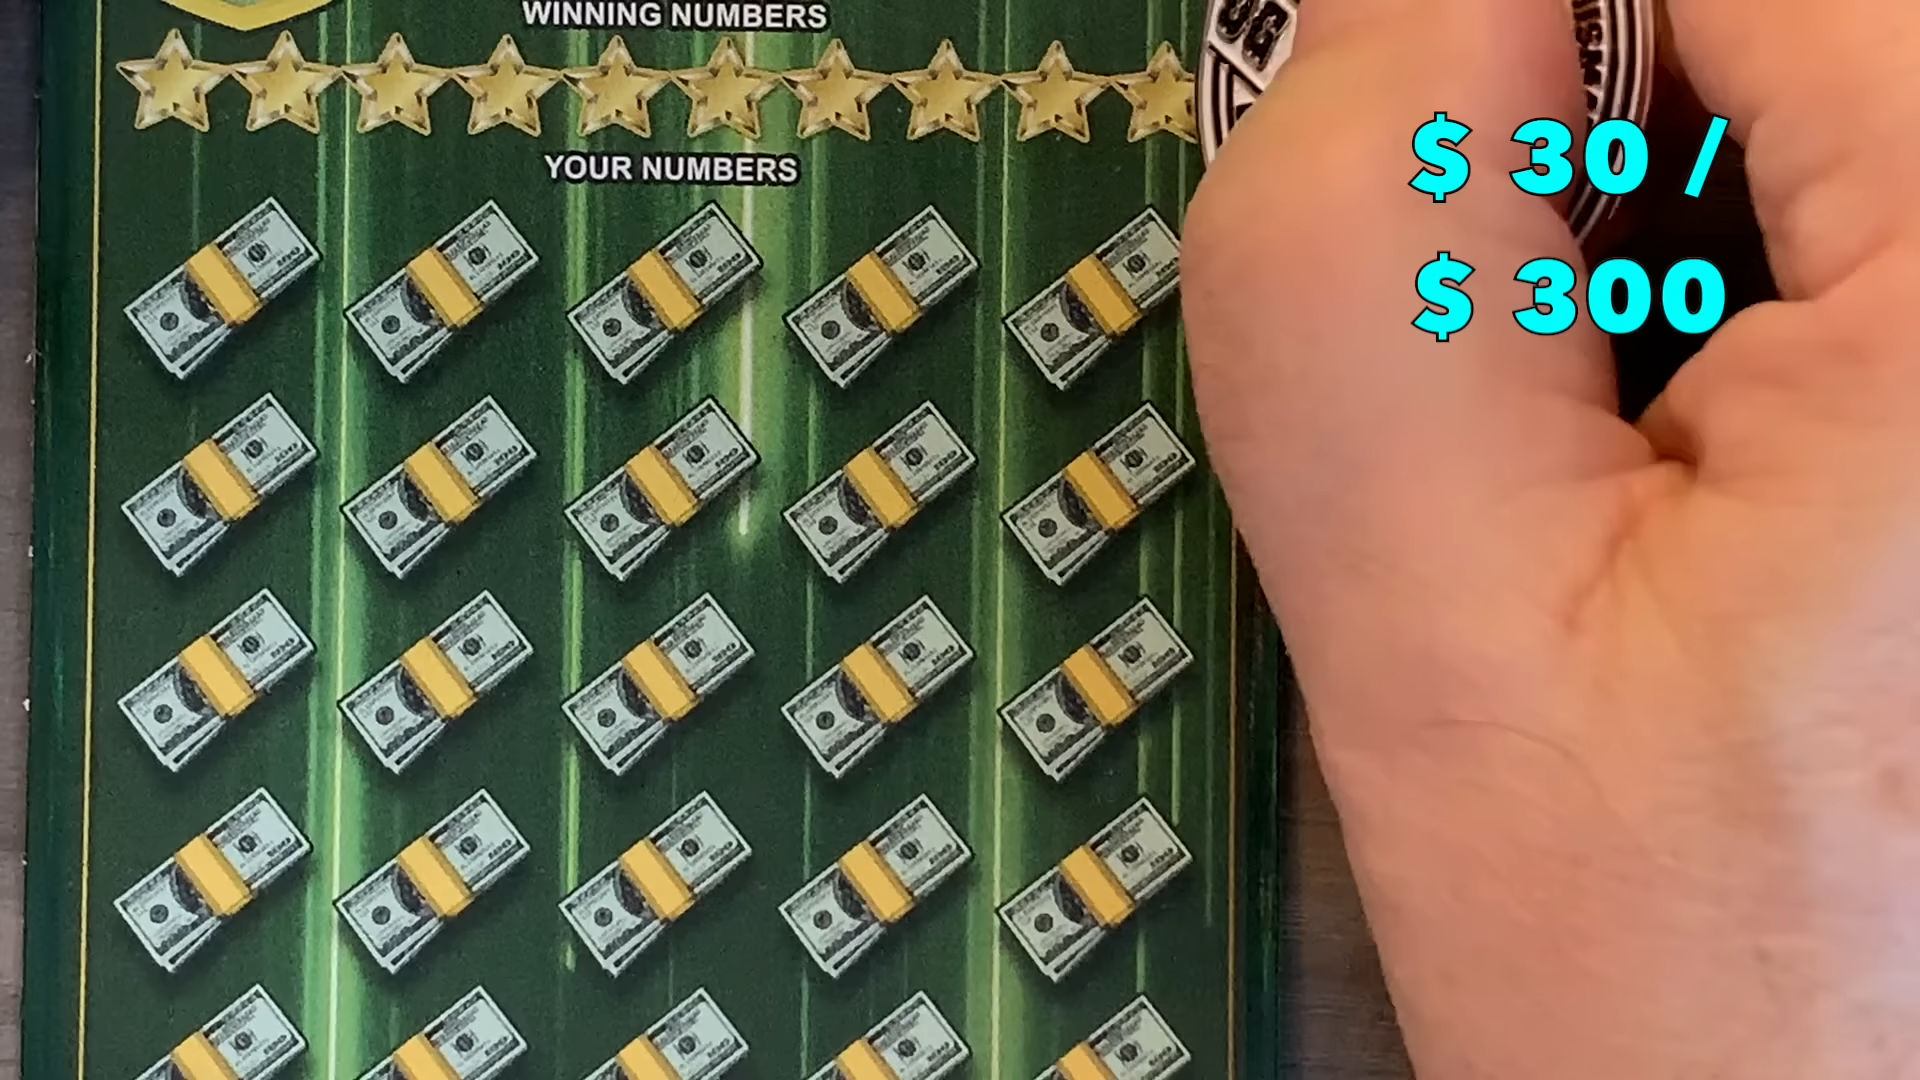 WINNING NUMBERS
YOUR NUMBERS
$ 30 /
$ 300